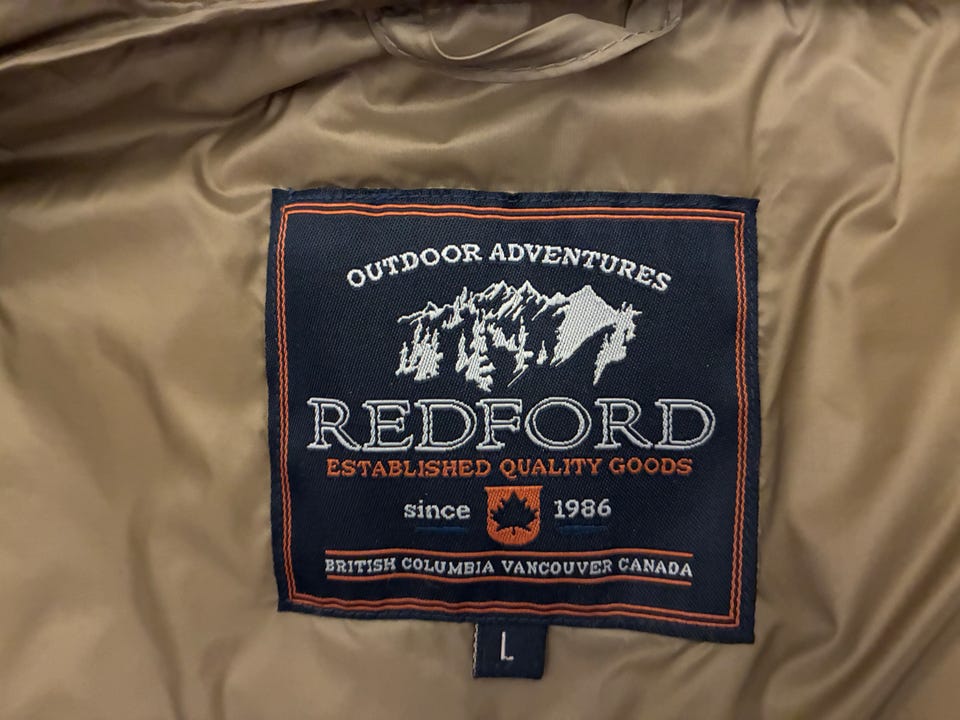 OUTDOOR ADVENTURES
REDFORD
ESTABLISHED QUALITY GOODS
since 1986
BRITISH COLUMBIA VANCOUVER CANADA
L